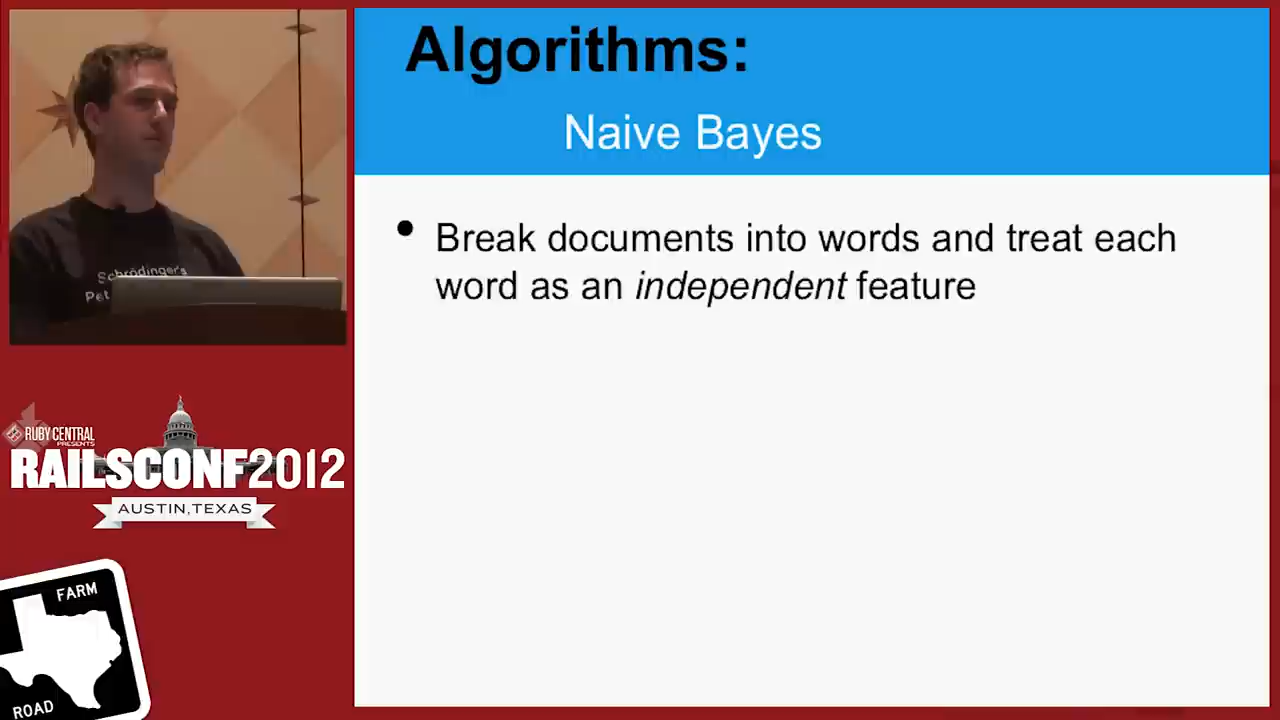 Algorithms:
Naive Bayes
• Break documents into words and treat each
word as an independent feature
Schrödinger's
Pet
RUBY CENTRAL
PRESENTS
RAILSCONF2012
AUSTIN, TEXAS
FARM
ROAD